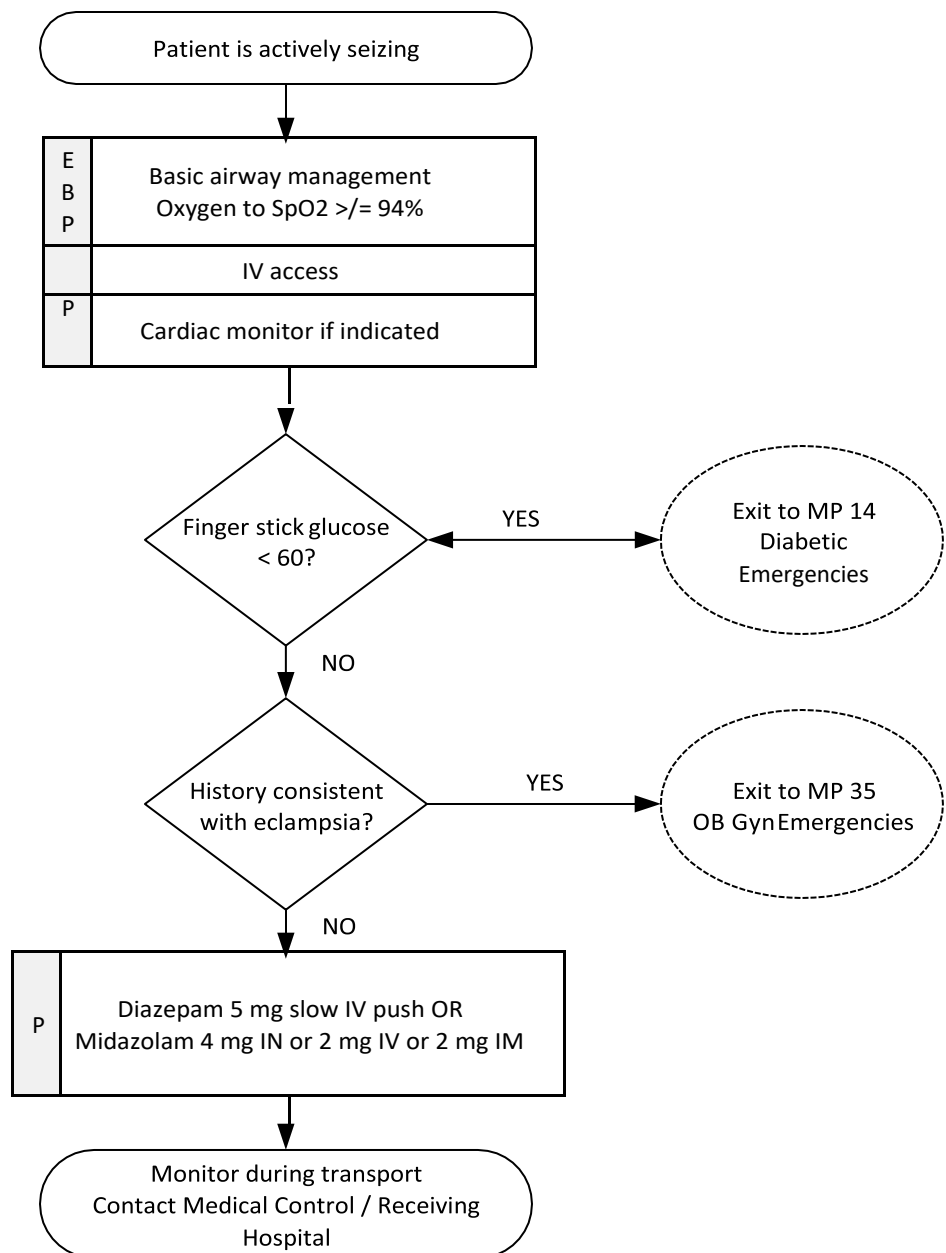 Patient is actively seizing
E
B
P
Basic airway management
Oxygen to SpO2 >/= 94%
IV access
P
Cardiac monitor if indicated
Finger stick glucose
< 60?
YES
Exit to MP 14
Diabetic
Emergencies
NO
History consistent
with eclampsia?
YES
Exit to MP 35
OB GynEmergencies
NO
P
Diazepam 5 mg slow IV push OR
Midazolam 4 mg IN or 2 mg IV or 2 mg IM
Monitor during transport
Contact Medical Control / Receiving
Hospital